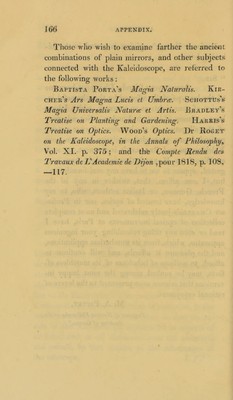 166 APPENDIX.
Those who wish to examine farther the ancient
combinations of plain mirrors, and other subjects
connected with the Kaleidoscope, are referred to
the following works:
BAPTISTA PORTA'S Magia Naturalis. KIR-
CHER'S Ars Magna Lucis et Umbræ. SCHOTTUS'S
Magia Universalis Naturæ et Artis. BRADLEY'S
Treatise on Planting and Gardening. HARRIS'S
Treatise on Optics. WOOD'S Optics. DR ROGET
on the Kaleidoscope, in the Annals of Philosophy,
Vol. XI. p. 375; and the Compte Rendu des
Travaux de L'Academie de Dijon, pour 1818, p. 108.
—117.